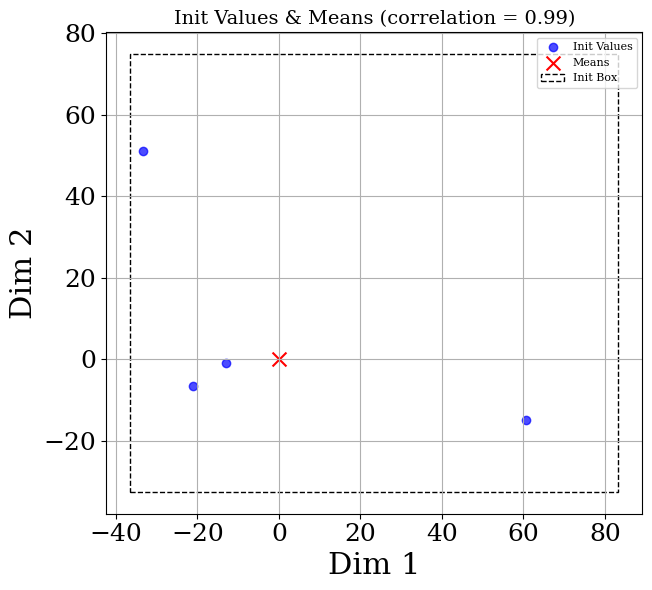 Init Values & Means (correlation = 0.99)
Init Values
Means
Init Box
80
60
40
20
0
−20
Dim 2
−40
−20
0
20
40
60
80
Dim 1